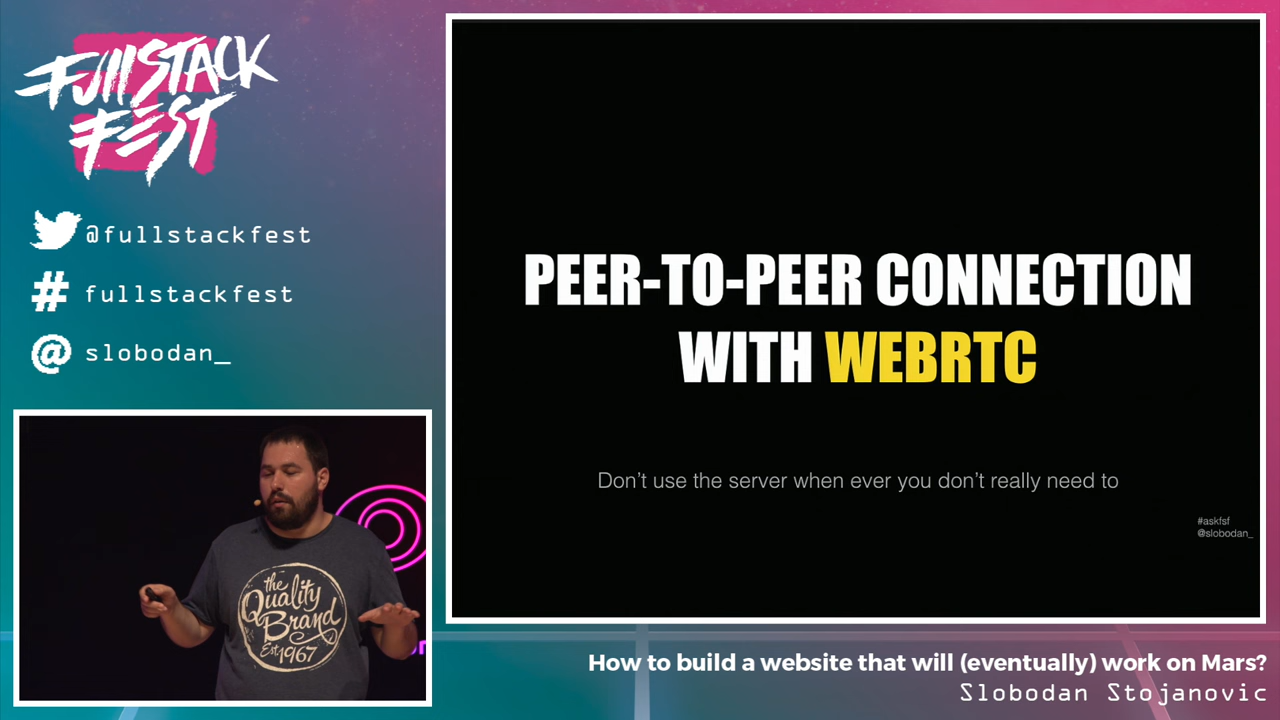 FullSTACK
FEST
@fullstackfest
# fullstackfest
@ slobodan_
PEER-TO-PEER CONNECTION
WITH WEBRTC
Don't use the server when ever you don't really need to
#askfsf
@slobodan_
the
Quality
Brand
Est. 1967
How to build a website that will (eventually) work on Mars?
Slobodan Stojanovic